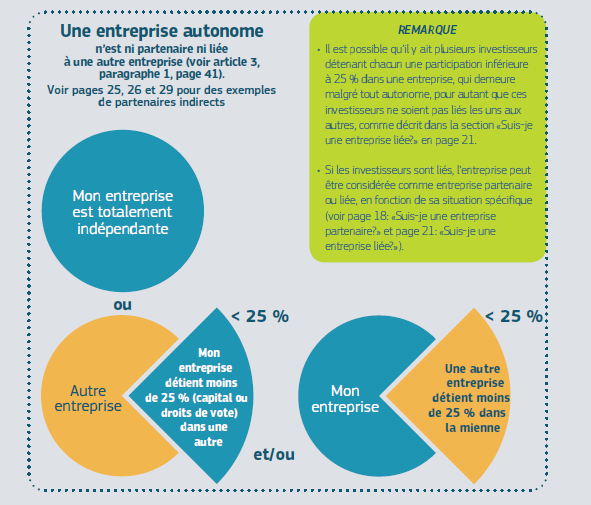 Une entreprise autonome
n'est ni partenaire ni liée
à une autre entreprise (voir article 3,
paragraphe 1, page 41).
Voir pages 25, 26 et 29 pour des exemples
de partenaires indirects
REMARQUE
• Il est possible qu'il y ait plusieurs investisseurs
détenant chacun une participation inférieure
à 25 % dans une entreprise, qui demeure
malgré tout autonome, pour autant que ces
investisseurs ne soient pas liés les uns aux
autres, comme décrit dans la section «Suis-je
une entreprise liée?» en page 21.
• Si les investisseurs sont liés, l'entreprise peut
être considérée comme entreprise partenaire
ou liée, en fonction de sa situation spécifique
(voir page 18: «Suis-je une entreprise
partenaire?» et page 21: «Suis-je une
entreprise liée?»).
Mon entreprise
est totalement
indépendante
ou
< 25 %
Autre
entreprise
Mon
entreprise
détient moins
de 25 % (capital ou
droits de vote)
dans une
autre
et/ou
< 25 %
Mon
entreprise
Une autre
entreprise
détient moins
de 25 % dans
la mienne